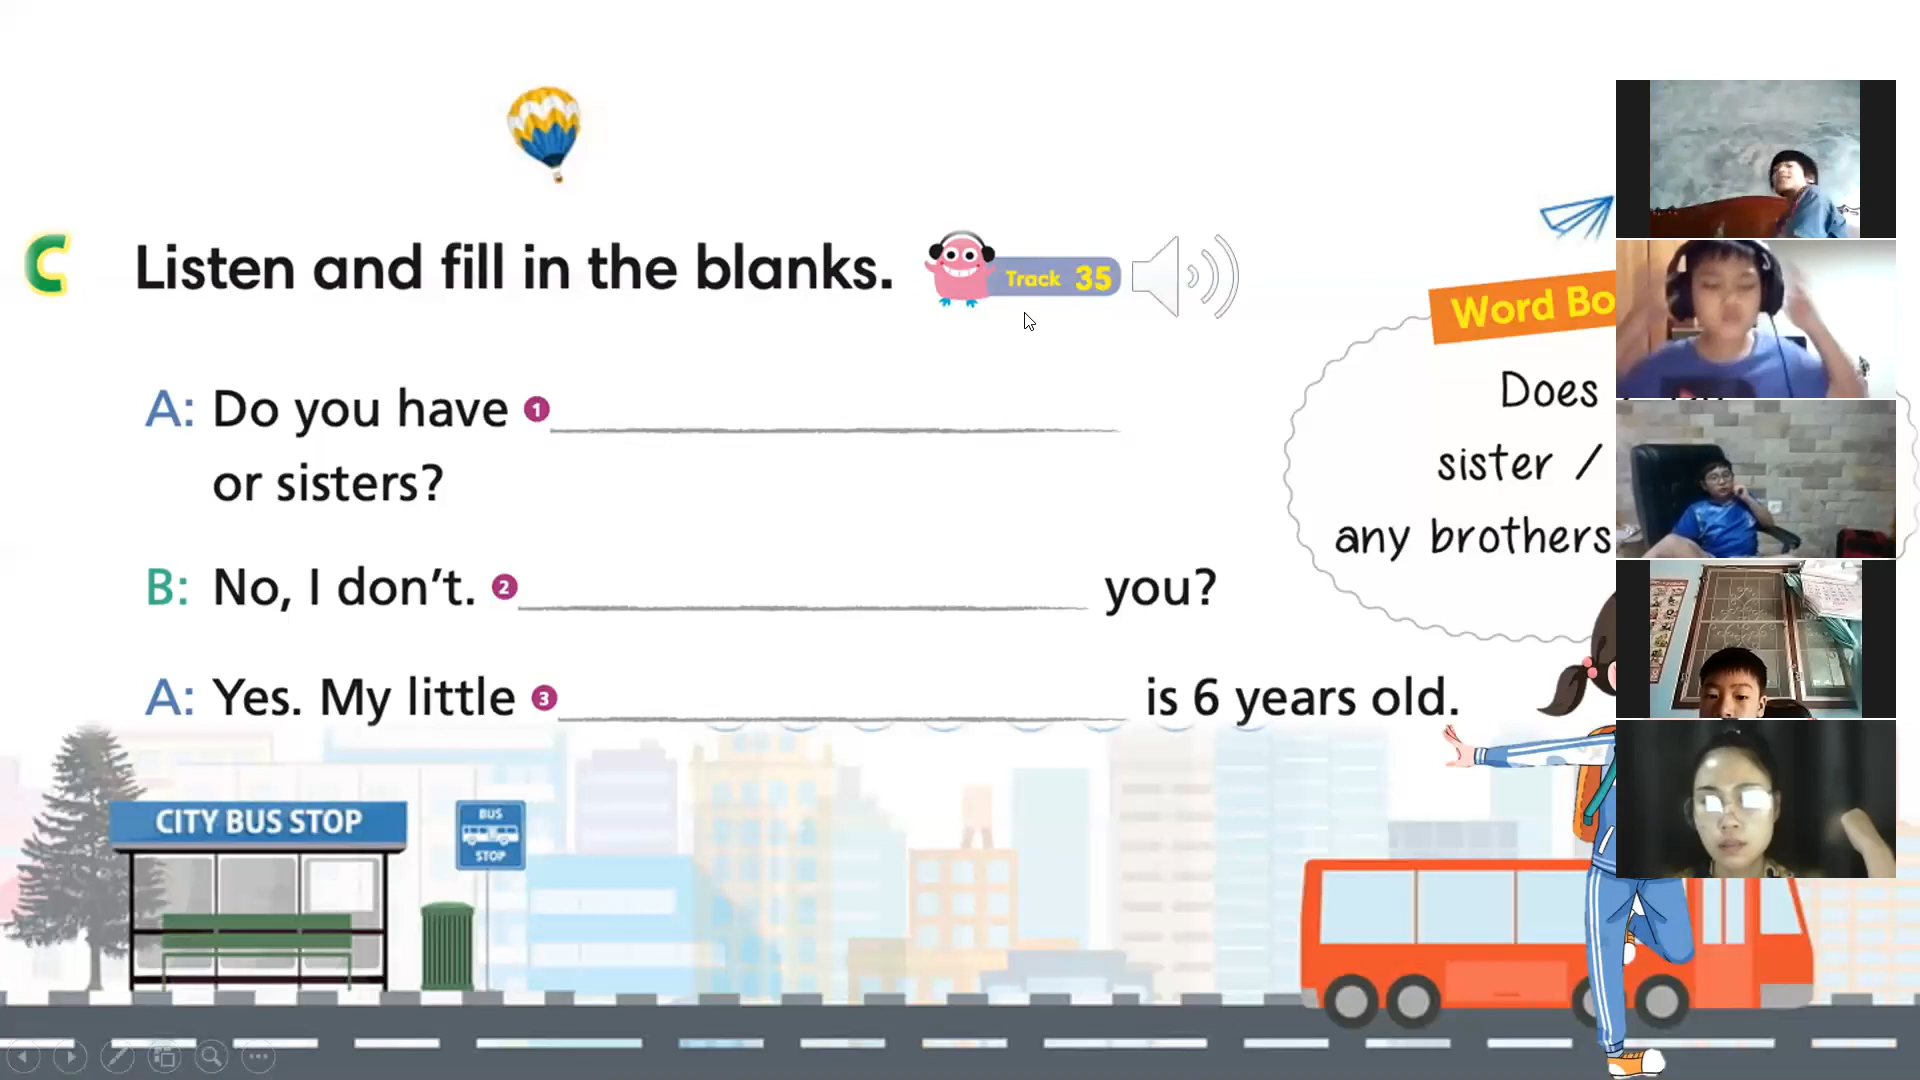 C Listen and fill in the blanks. Track 35
Word Bo
A: Do you have 1
or sisters?
B: No, I don't. 2 you?
A: Yes. My little 3 is 6 years old.
Does
sister /
any brothers
CITY BUS STOP
BUS
STOP